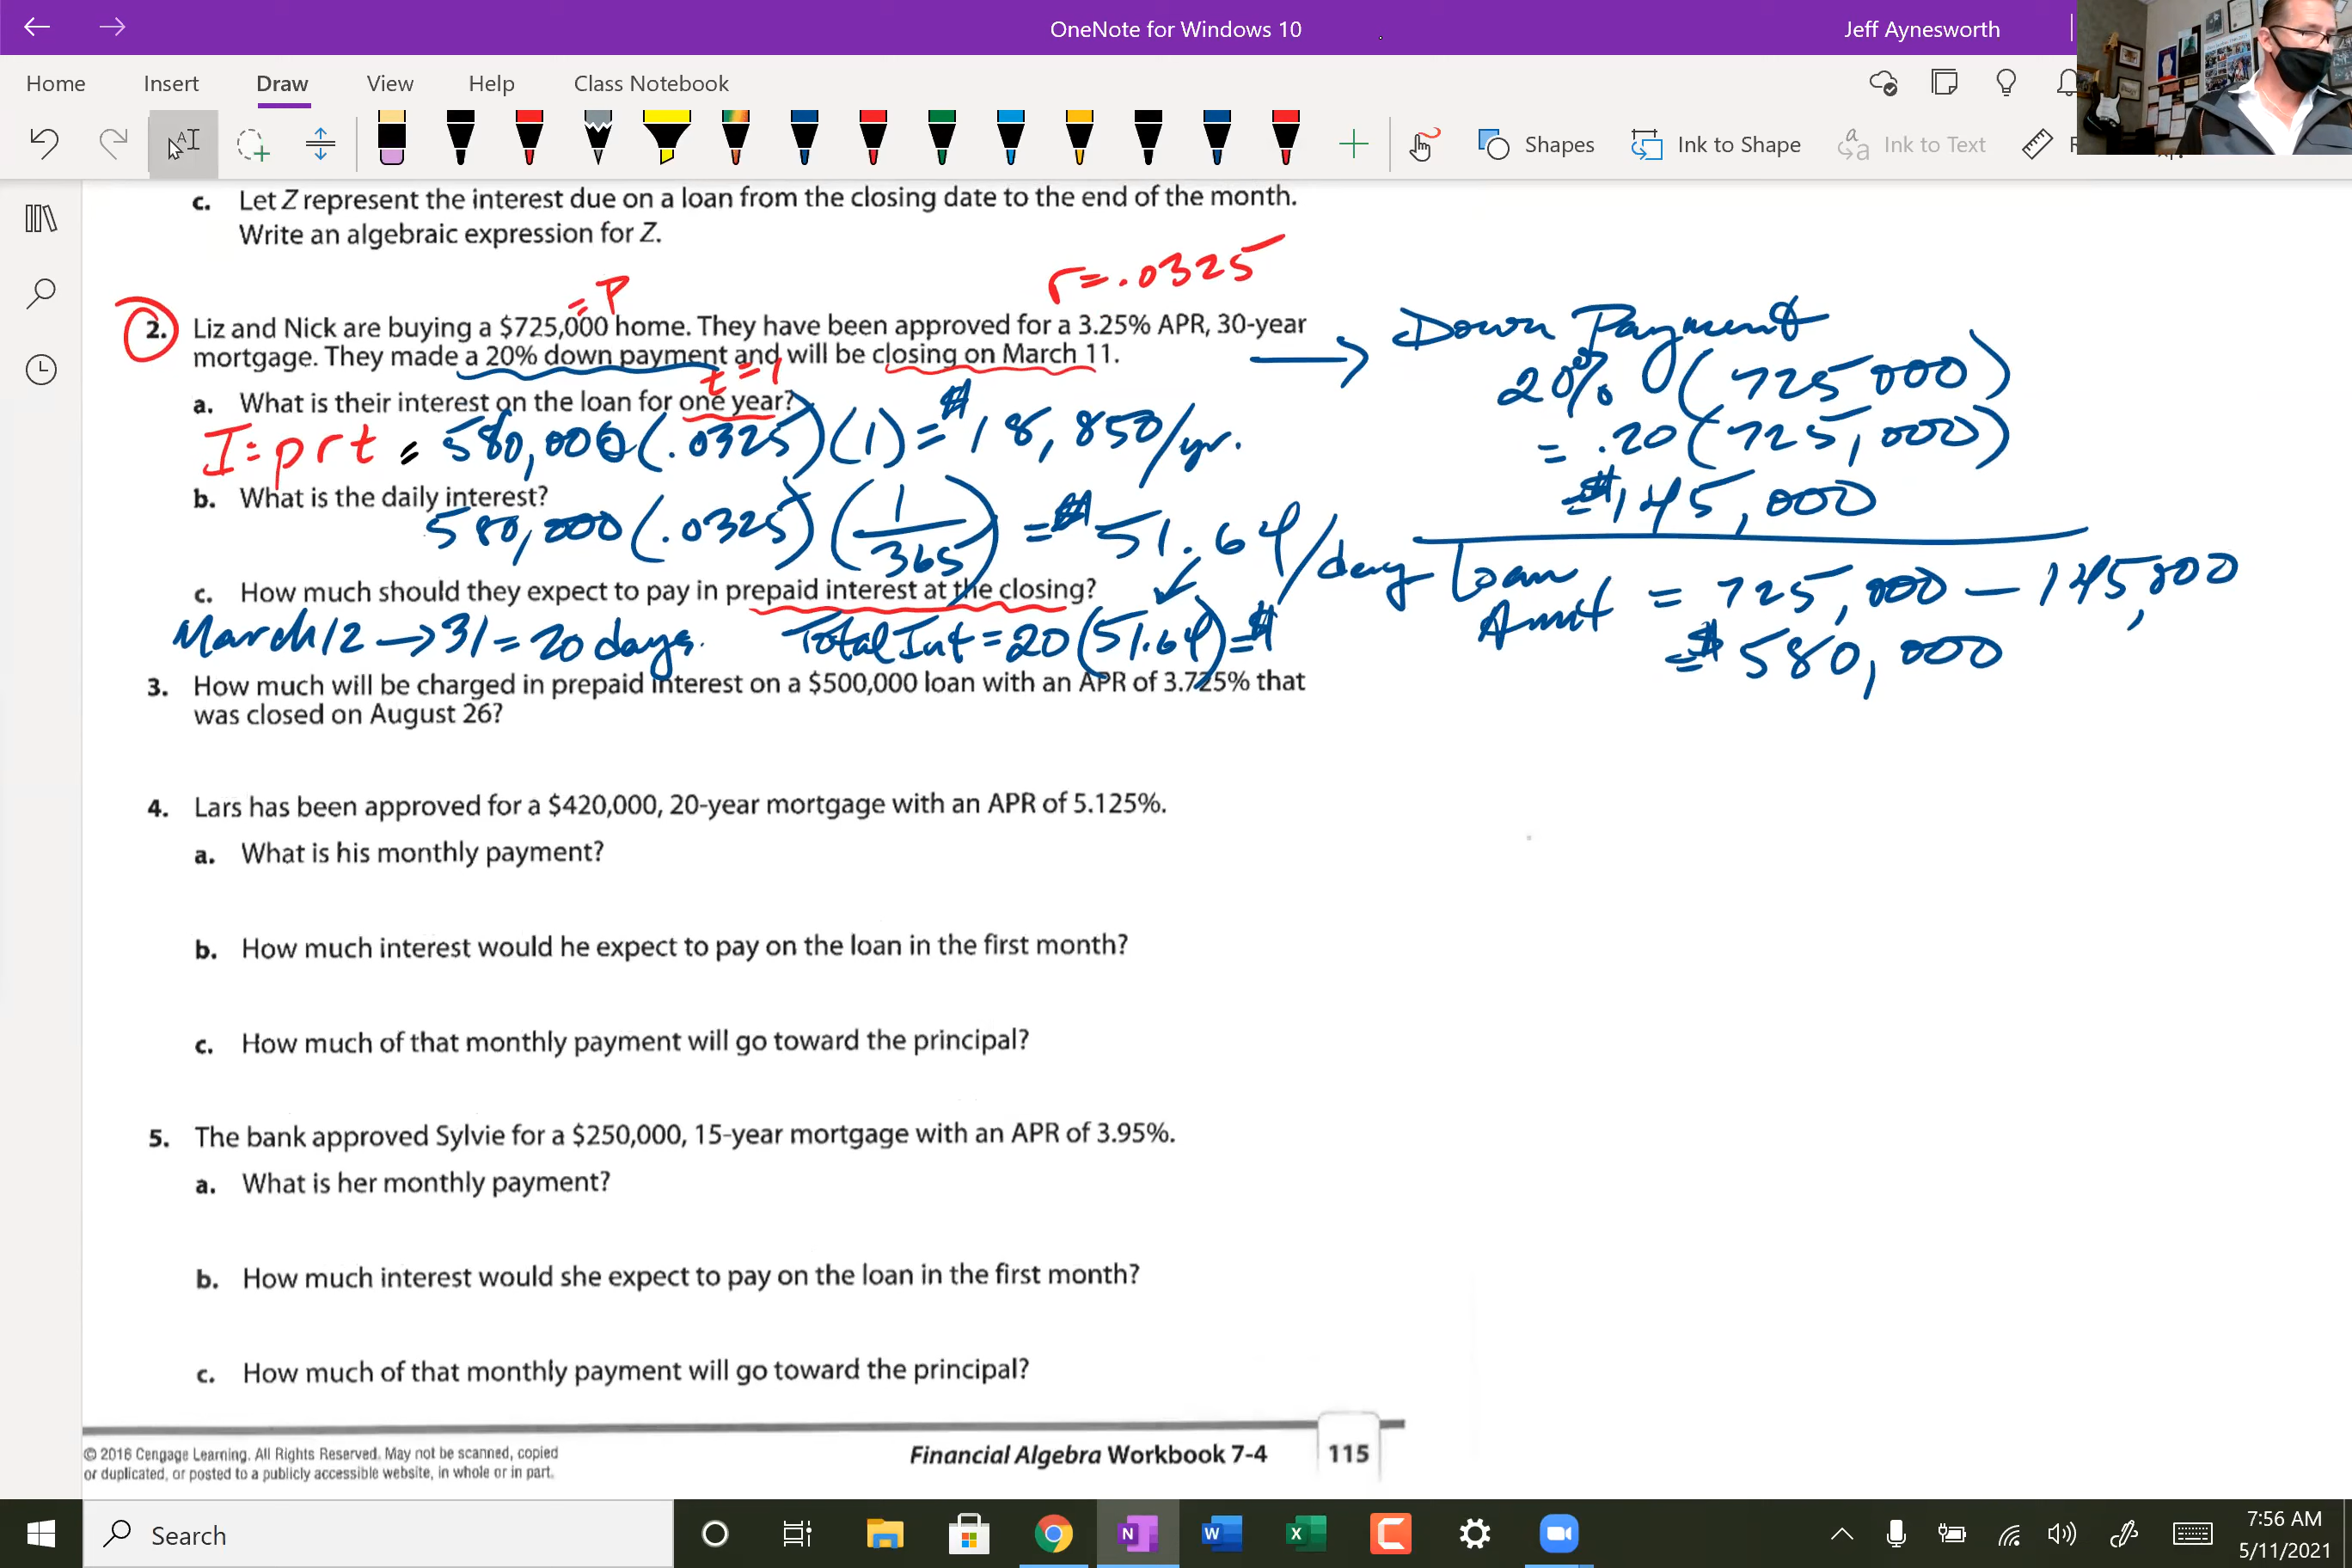 OneNote for Windows 10
Jeff Aynesworth
Home Insert Draw View Help Class Notebook
Shapes Ink to Shape Ink to Text
c. Let Z represent the interest due on a loan from the closing date to the end of the month.
Write an algebraic expression for Z.
= P
r = .0325
2. Liz and Nick are buying a $725,000 home. They have been approved for a 3.25% APR, 30-year
mortgage. They made a 20% down payment and will be closing on March 11.
t = 1
a. What is their interest on the loan for one year?
I = prt = 580,000 (.0325)(1) = $18,850/yr.
b. What is the daily interest?
580,000 (.0325) (1/365) = $51.64/day
c. How much should they expect to pay in prepaid interest at the closing?
March 12 → 31 = 20 days. Total Int = 20 (51.64) = $
→ Down Payment
20% (725,000)
= .20 (725,000)
= $145,000
Loan Amt = 725,000 – 145,000
= $580,000
3. How much will be charged in prepaid interest on a $500,000 loan with an APR of 3.725% that
was closed on August 26?
4. Lars has been approved for a $420,000, 20-year mortgage with an APR of 5.125%.
a. What is his monthly payment?
b. How much interest would he expect to pay on the loan in the first month?
c. How much of that monthly payment will go toward the principal?
5. The bank approved Sylvie for a $250,000, 15-year mortgage with an APR of 3.95%.
a. What is her monthly payment?
b. How much interest would she expect to pay on the loan in the first month?
c. How much of that monthly payment will go toward the principal?
© 2016 Cengage Learning. All Rights Reserved. May not be scanned, copied
or duplicated, or posted to a publicly accessible website, in whole or in part.
Financial Algebra Workbook 7-4 115
Search
7:56 AM
5/11/2021